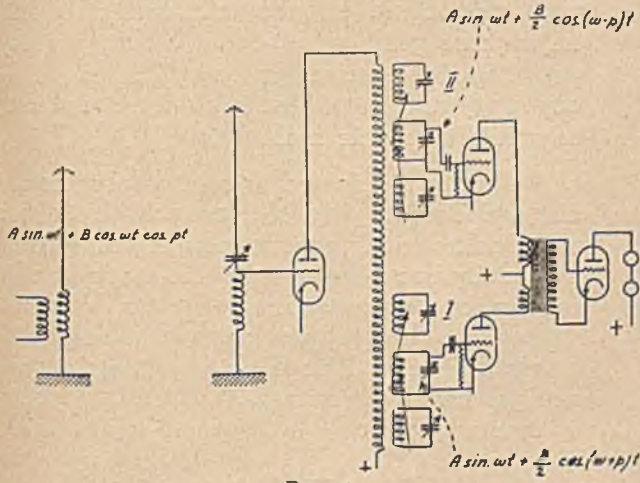 A sin. ωt + B/2 cos.(ω-p)t
II
A sin. ωt + B cos. ωt cos. pt
+
I
+
+
A sin. ωt + B/2 cos.(ω+p)t